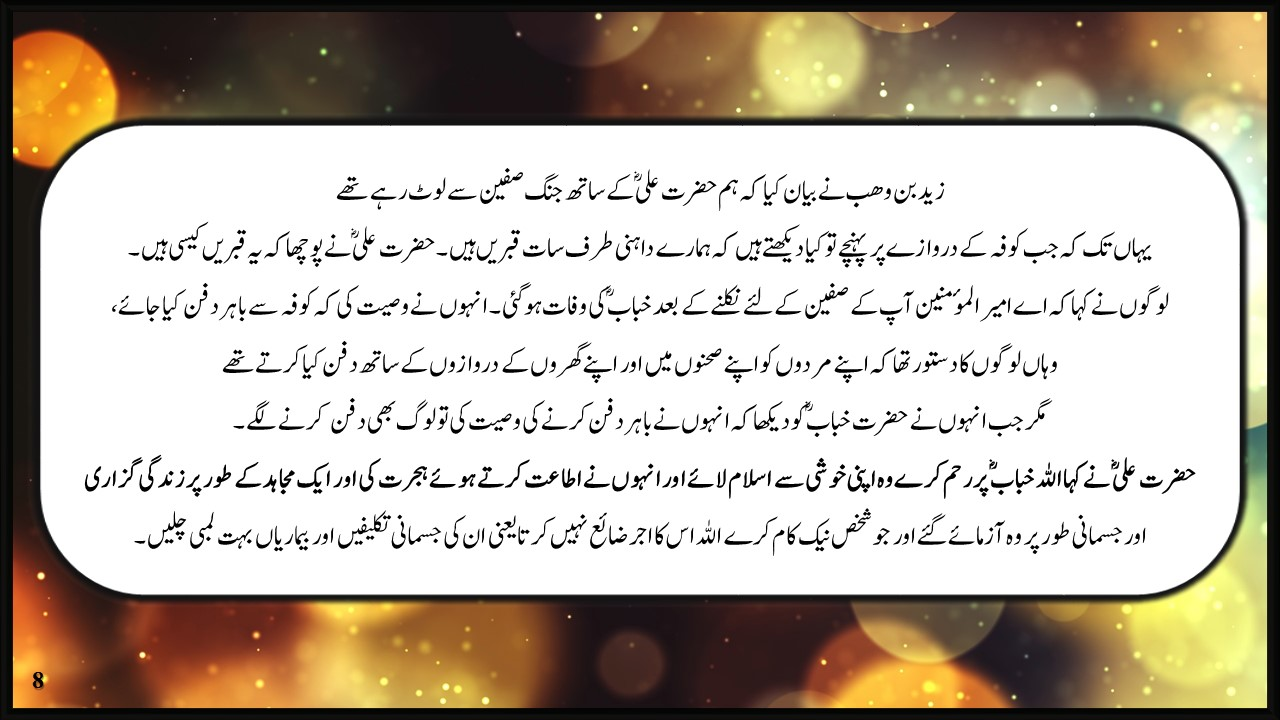 زید بن وھب نے بیان کیا کہ ہم حضرت علیؓ کے ساتھ جنگ صفین سے لوٹ رہے تھے
یہاں تک کہ جب کوفہ کے دروازے پر پہنچے تو کیا دیکھتے ہیں کہ ہمارے داہنی طرف سات قبریں ہیں۔ حضرت علیؓ نے پوچھا کہ یہ قبریں کیسی ہیں۔
لوگوں نے کہا کہ اے امیر المؤمنین آپ کے صفین کے لئے نکلنے کے بعد خبابؓ کی وفات ہو گئی۔ انہوں نے وصیت کی کہ کوفہ سے باہر دفن کیا جائے،
وہاں لوگوں کا دستور تھا کہ اپنے مردوں کو اپنے صحنوں میں اور اپنے گھروں کے دروازوں کے ساتھ دفن کیا کرتے تھے
مگر جب انہوں نے حضرت خبابؓ کو دیکھا کہ انہوں نے باہر دفن کرنے کی وصیت کی تو لوگ بھی دفن کرنے لگے۔
حضرت علیؓ نے کہا اللہ خبابؓ پر رحم کرے وہ اپنی خوشی سے اسلام لائے اور انہوں نے اطاعت کرتے ہوئے ہجرت کی اور ایک مجاہد کے طور پر زندگی گزاری
اور جسمانی طور پر وہ آزمائے گئے اور جو شخص نیک کام کرے اللہ اس کا اجر ضائع نہیں کرتا یعنی ان کی جسمانی تکلیفیں اور بیماریاں بہت لمبی چلیں۔
8